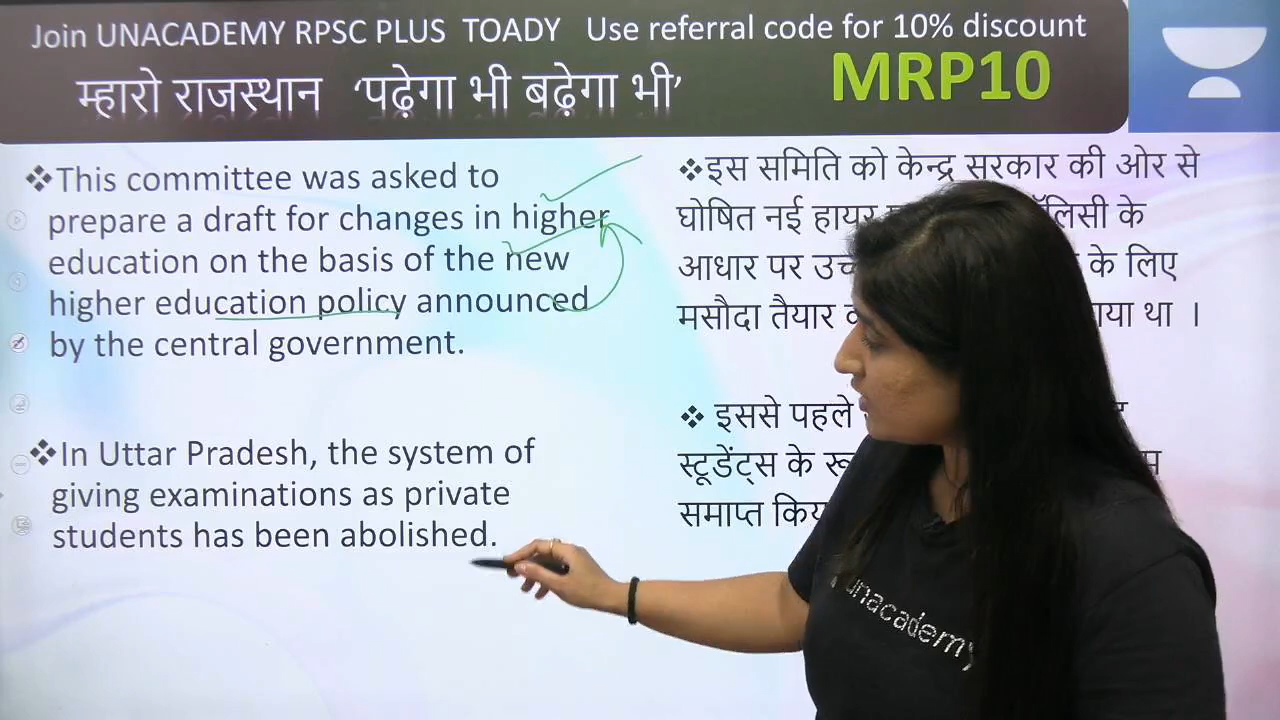 Join UNACADEMY RPSC PLUS TOADY Use referral code for 10% discount
म्हारो राजस्थान ‘पढ़ेगा भी बढ़ेगा भी’ MRP10
❖This committee was asked to
prepare a draft for changes in higher
education on the basis of the new
higher education policy announced
by the central government.
❖In Uttar Pradesh, the system of
giving examinations as private
students has been abolished.
❖इस समिति को केन्द्र सरकार की ओर से
घोषित नई हायर के
आधार पर के लिए
मसौदा तैयार था ।
❖ इससे पहले
स्टूडेंट्स के
समाप्त
unacademy